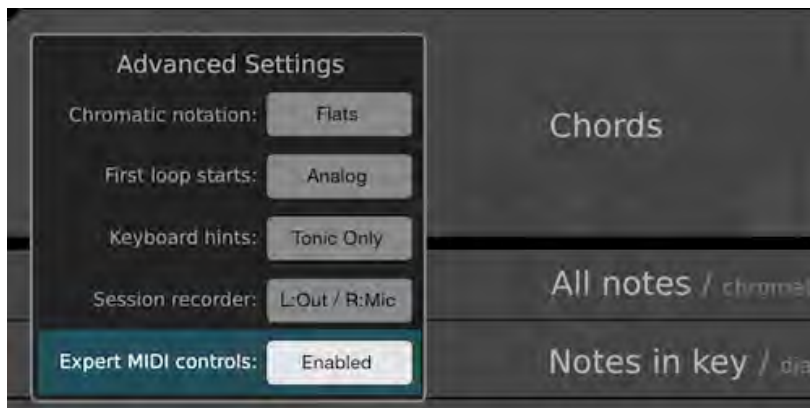 Advanced Settings
Chromatic notation: Flats
First loop starts: Analog
Keyboard hints: Tonic Only
Session recorder: L:Out / R:Mic
Expert MIDI controls: Enabled
Chords
All notes /
Notes in key /